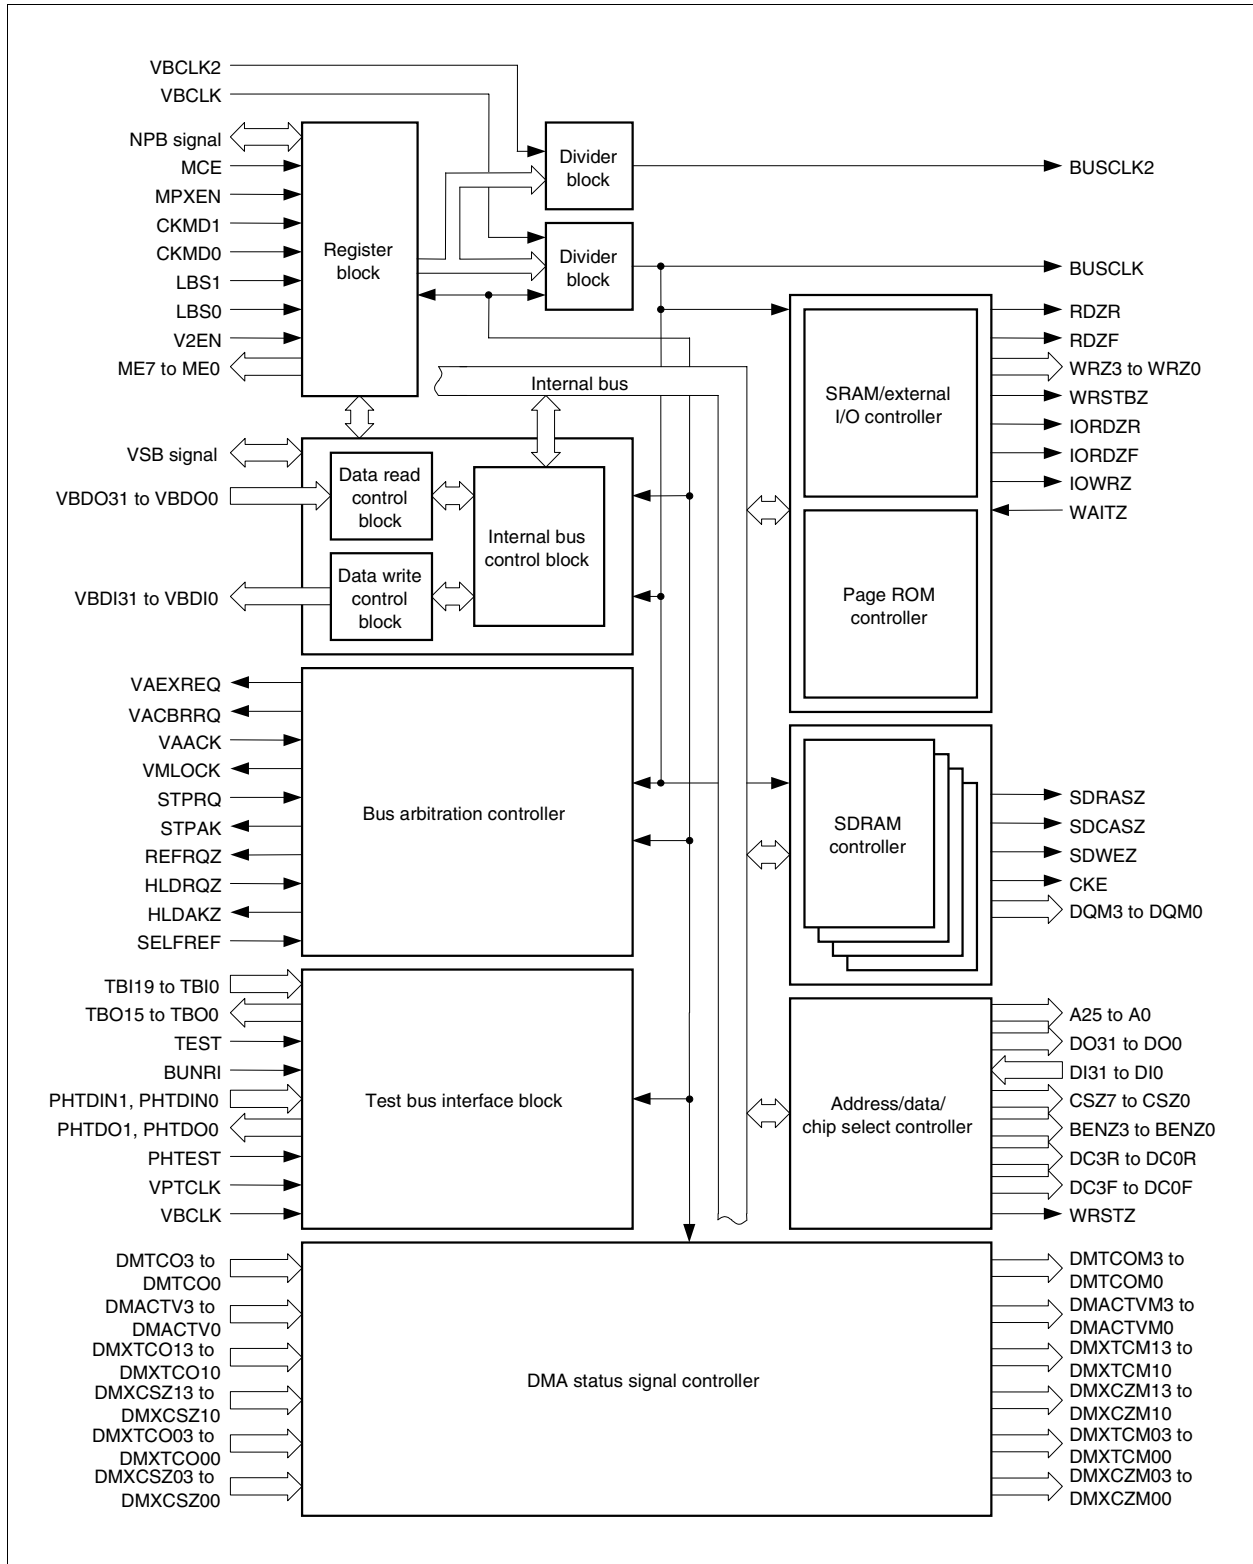 VBCLK2
VBCLK
NPB signal
MCE
MPXEN
CKMD1
CKMD0
LBS1
LBS0
V2EN
ME7 to ME0
Register
block
Divider
block
Divider
block
BUSCLK2
BUSCLK
Internal bus
VSB signal
VBDO31 to VBDO0
VBDI31 to VBDI0
Data read
control
block
Data write
control
block
Internal bus
control block
SRAM/external
I/O controller
Page ROM
controller
RDZR
RDZF
WRZ3 to WRZ0
WRSTBZ
IORDZR
IORDZF
IOWRZ
WAITZ
VAEXREQ
VACBRRQ
VAACK
VMLOCK
STPRQ
STPAK
REFRQZ
HLDRQZ
HLDAKZ
SELFREF
Bus arbitration controller
SDRAM
controller
SDRASZ
SDCASZ
SDWEZ
CKE
DQM3 to DQM0
TBI19 to TBI0
TBO15 to TBO0
TEST
BUNRI
PHTDIN1, PHTDIN0
PHTDO1, PHTDO0
PHTEST
VPTCLK
VBCLK
Test bus interface block
Address/data/
chip select controller
A25 to A0
DO31 to DO0
DI31 to DI0
CSZ7 to CSZ0
BENZ3 to BENZ0
DC3R to DC0R
DC3F to DC0F
WRSTZ
DMTCO3 to
DMTCO0
DMACTV3 to
DMACTV0
DMXTCO13 to
DMXTCO10
DMXCSZ13 to
DMXCSZ10
DMXTCO03 to
DMXTCO00
DMXCSZ03 to
DMXCSZ00
DMA status signal controller
DMTCOM3 to
DMTCOM0
DMACTVM3 to
DMACTVM0
DMXTCM13 to
DMXTCM10
DMXCZM13 to
DMXCZM10
DMXTCM03 to
DMXTCM00
DMXCZM03 to
DMXCZM00